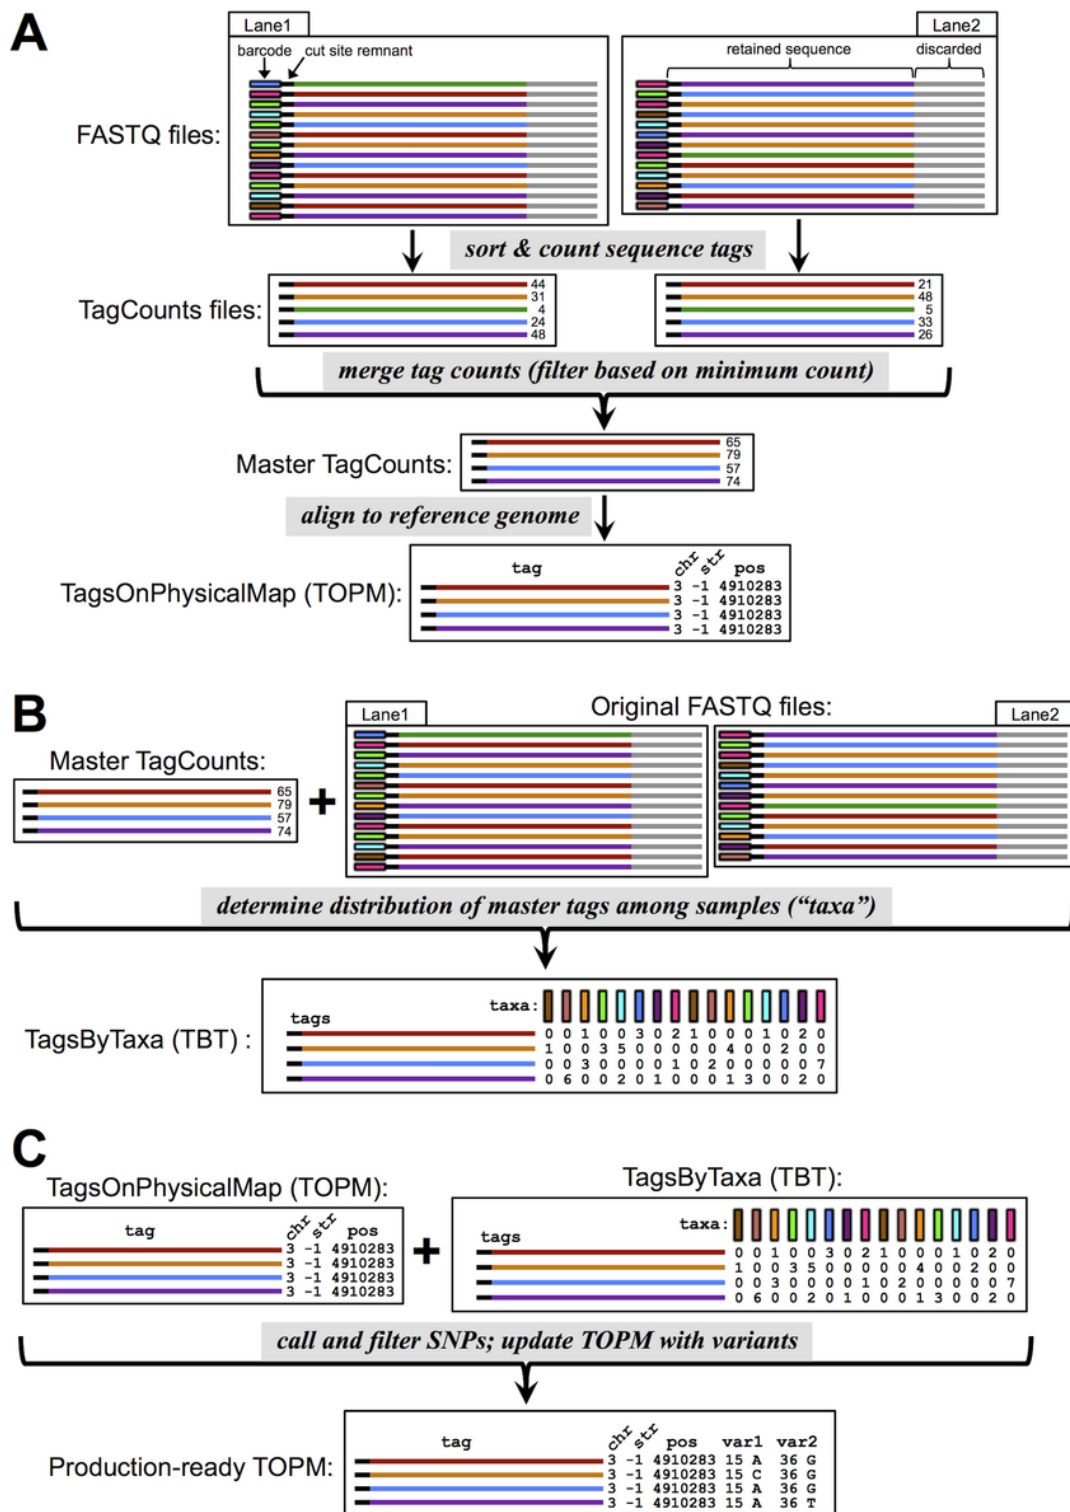 A
Lane1
Lane2
barcode
cut site remnant
retained sequence
discarded
FASTQ files:
sort & count sequence tags
TagCounts files:
44
31
4
24
48
21
48
5
33
26
merge tag counts (filter based on minimum count)
Master TagCounts:
65
79
57
74
align to reference genome
TagsOnPhysicalMap (TOPM):
tag chr str pos
3 -1 4910283
3 -1 4910283
3 -1 4910283
3 -1 4910283
B
Original FASTQ files:
Lane1
Lane2
Master TagCounts:
65
79
57
74
+
determine distribution of master tags among samples ("taxa")
TagsByTaxa (TBT) :
taxa:
tags
0 0 1 0 0 3 0 2 1 0 0 0 1 0 2 0
1 0 0 3 5 0 0 0 0 0 4 0 0 2 0 0
0 0 3 0 0 0 0 1 0 2 0 0 0 0 0 7
0 6 0 0 2 0 1 0 0 0 1 3 0 0 2 0
C
TagsOnPhysicalMap (TOPM):
tag chr str pos
3 -1 4910283
3 -1 4910283
3 -1 4910283
3 -1 4910283
+
TagsByTaxa (TBT):
taxa:
tags
0 0 1 0 0 3 0 2 1 0 0 0 1 0 2 0
1 0 0 3 5 0 0 0 0 0 4 0 0 2 0 0
0 0 3 0 0 0 0 1 0 2 0 0 0 0 0 7
0 6 0 0 2 0 1 0 0 0 1 3 0 0 2 0
call and filter SNPs; update TOPM with variants
Production-ready TOPM:
tag chr str pos var1 var2
3 -1 4910283 15 A 36 G
3 -1 4910283 15 C 36 G
3 -1 4910283 15 A 36 G
3 -1 4910283 15 A 36 T